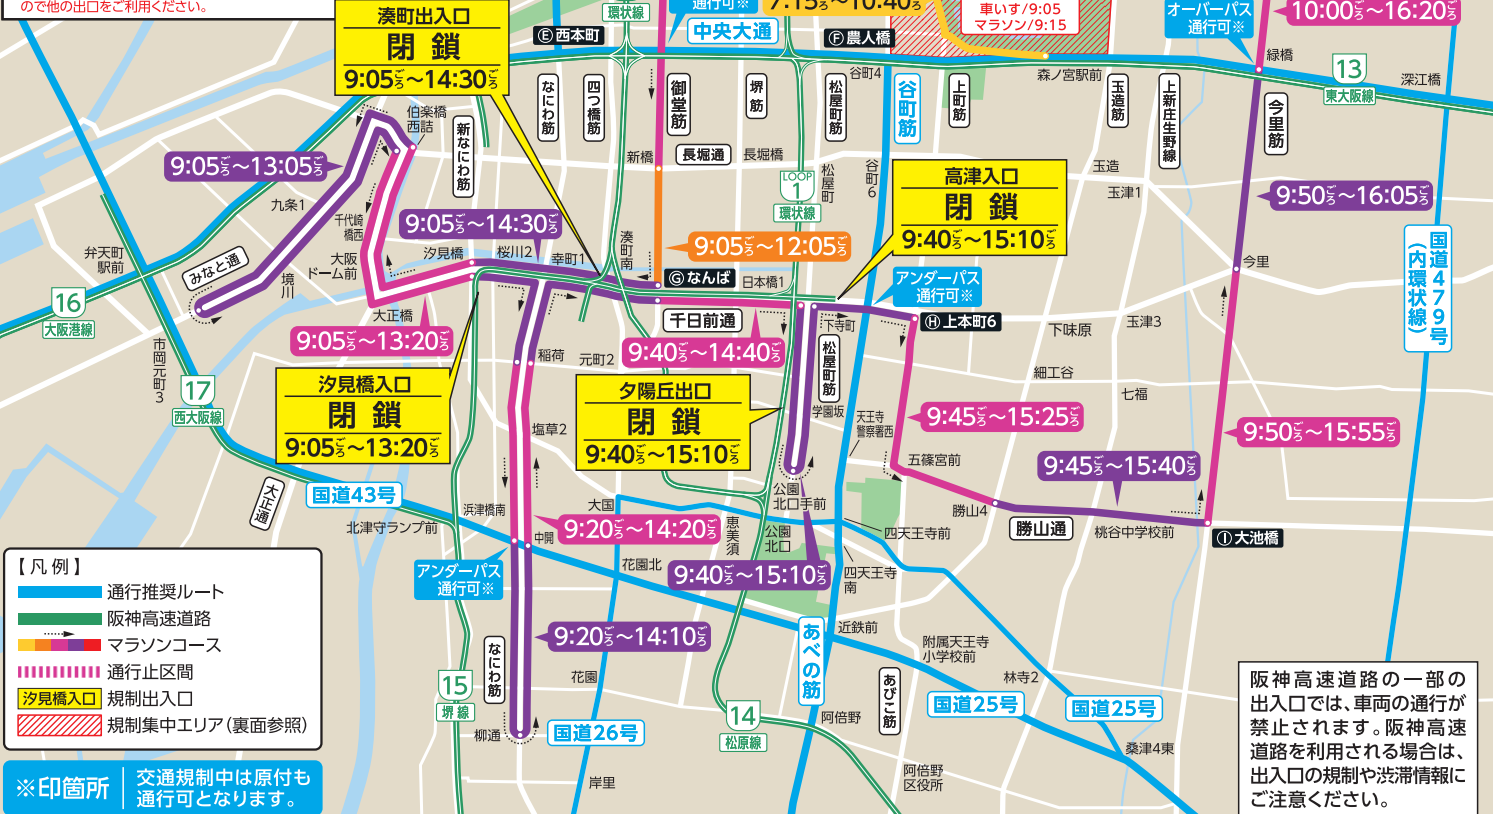 ので他の出口をご利用ください。
湊町出入口
閉 鎖
9:05ごろ～14:30ごろ
環状線
通行可※
7:15ごろ～10:40ごろ
車いす/9:05
マラソン/9:15
オーバーパス
通行可※
10:00ごろ～16:20ごろ
Ⓔ西本町
中央大通
Ⓕ農人橋
谷町4
森ノ宮駅前
緑橋
13
東大阪線
深江橋
なにわ筋
四つ橋筋
御堂筋
堺筋
松屋町筋
谷町筋
上町筋
玉造筋
上新庄生野線
今里筋
伯楽橋
西詰
新なにわ筋
9:05ごろ～13:05ごろ
新橋
長堀通
長堀橋
松屋町
谷町6
LOOP
1
環状線
高津入口
閉 鎖
9:40ごろ～15:10ごろ
玉造
玉津1
9:50ごろ～16:05ごろ
九条1
千代崎
橋西
9:05ごろ～14:30ごろ
弁天町
駅前
みなと通
境川
大阪
ドーム前
汐見橋
桜川2
幸町1
湊町南
9:05ごろ～12:05ごろ
Ⓖなんば
日本橋1
アンダーパス
通行可※
今里
国道479号
(内環状線)
16
大阪港線
大正橋
9:05ごろ～13:20ごろ
千日前通
9:40ごろ～14:40ごろ
下寺町
Ⓗ上本町6
下味原
玉津3
市岡元町3
17
西大阪線
汐見橋入口
閉 鎖
9:05ごろ～13:20ごろ
稲荷
元町2
夕陽丘出口
閉 鎖
9:40ごろ～15:10ごろ
松屋町筋
学園坂
天王寺
警察署西
細工谷
七福
9:45ごろ～15:25ごろ
9:50ごろ～15:55ごろ
塩草2
五篠宮前
9:45ごろ～15:40ごろ
大正通
国道43号
北津守ランプ前
浜津橋南
大国
9:20ごろ～14:20ごろ
中開
恵美須
公園
北口手前
公園
北口
勝山4
勝山通
桃谷中学校前
Ⓘ大池橋
四天王寺前
アンダーパス
通行可※
花園北
9:40ごろ～15:10ごろ
四天王寺
南
【凡例】
通行推奨ルート
阪神高速道路
マラソンコース
通行止区間
汐見橋入口
規制出入口
規制集中エリア(裏面参照)
9:20ごろ～14:10ごろ
なにわ筋
あべの筋
近鉄前
附属天王寺
小学校前
林寺2
花園
15
堺線
14
松原線
阿倍野
あびこ筋
国道25号
国道25号
柳通
国道26号
桑津4東
岸里
阿倍野
区役所
※印箇所
交通規制中は原付も
通行可となります。
阪神高速道路の一部の
出入口では、車両の通行が
禁止されます。阪神高速
道路を利用される場合は、
出入口の規制や渋滞情報に
ご注意ください。